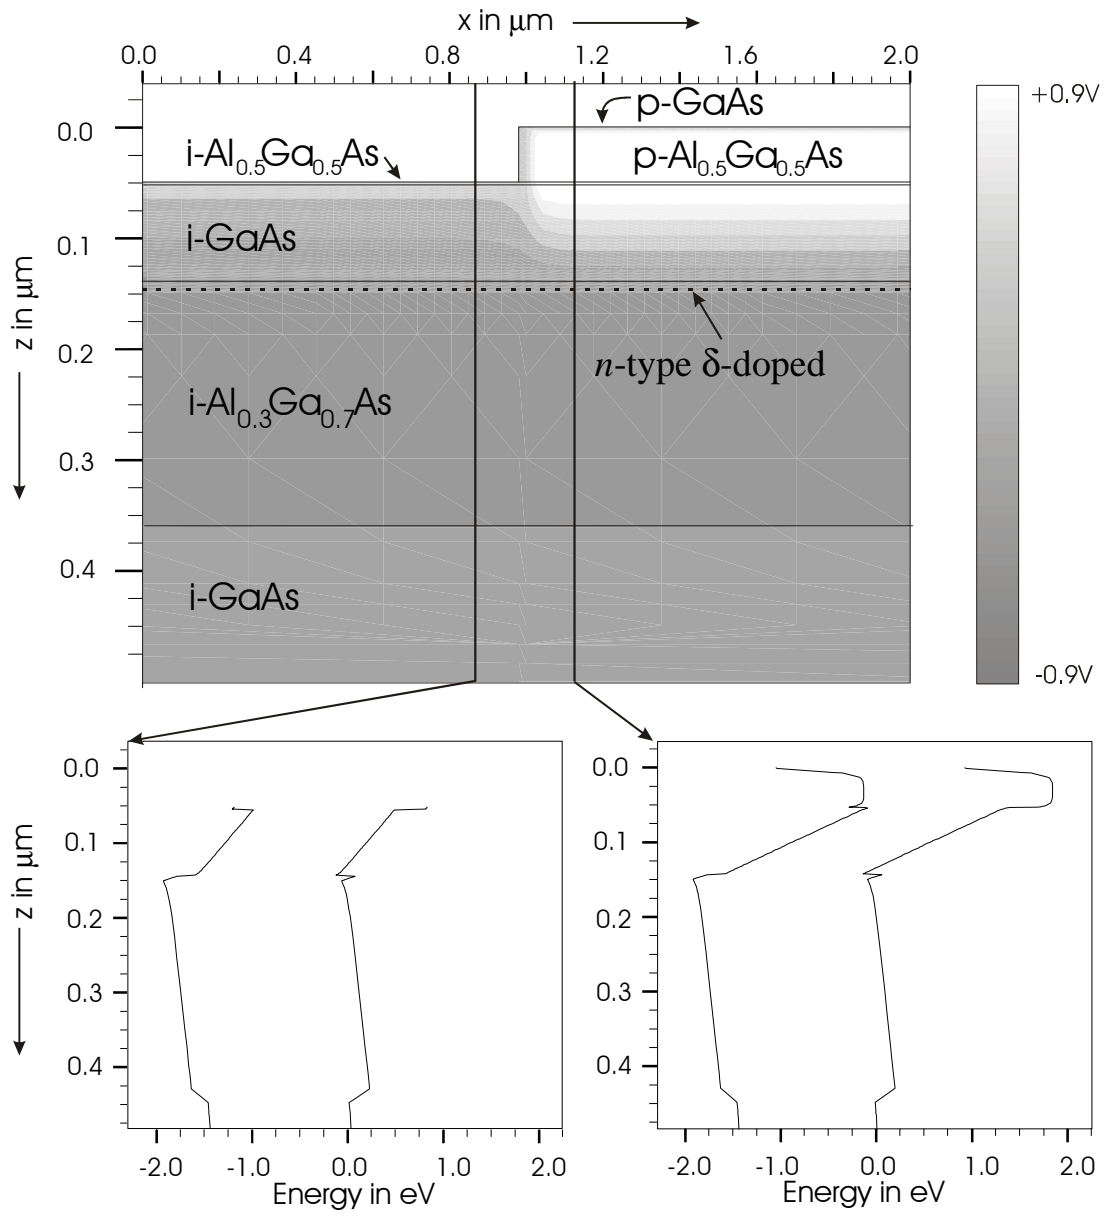 x in µm
0.0 0.4 0.8 1.2 1.6 2.0
p-GaAs
+0.9V
0.0
i-Al0.5Ga0.5As
p-Al0.5Ga0.5As
i-GaAs
0.1
z in µm
0.2
n-type δ-doped
i-Al0.3Ga0.7As
0.3
0.4
i-GaAs
-0.9V
0.0
0.1
z in µm
0.2
0.3
0.4
-2.0 -1.0 0.0 1.0 2.0
Energy in eV
0.0
0.1
0.2
0.3
0.4
-2.0 -1.0 0.0 1.0 2.0
Energy in eV